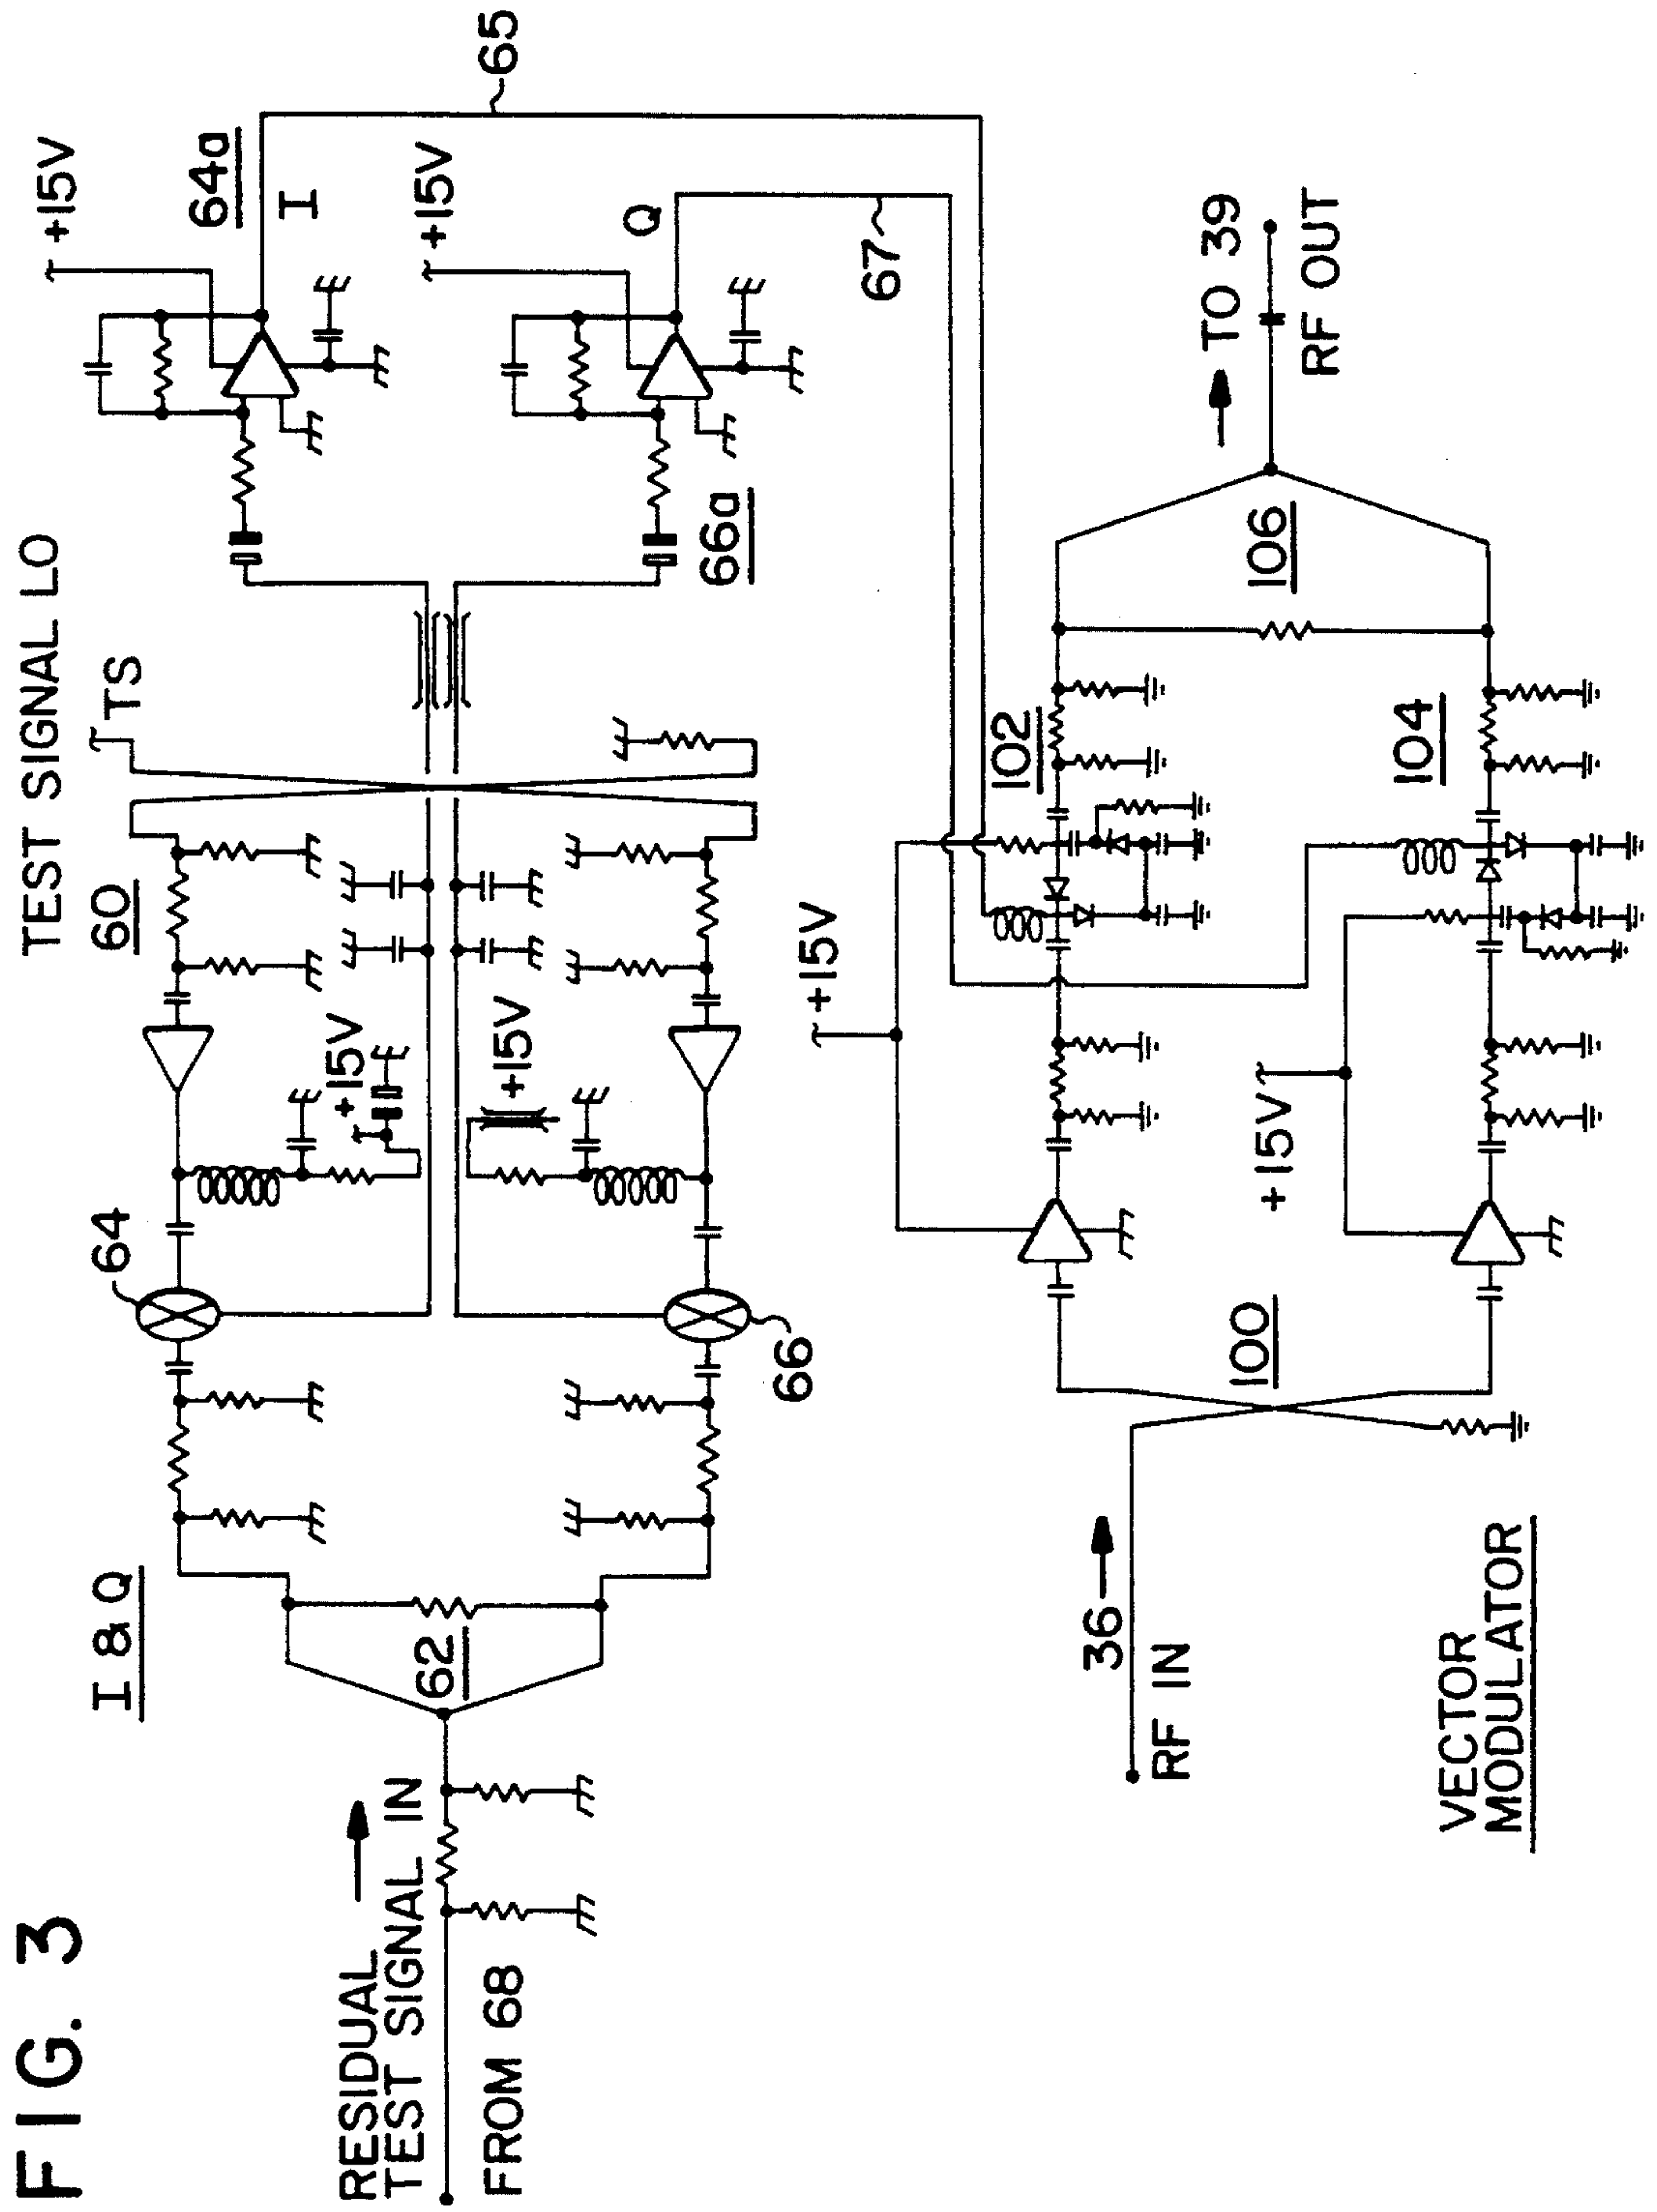 FIG. 3
TEST SIGNAL LO
TS
+15V
64a
I
+15V
Q
66a
65
67
60
64
+15V
+15V
66
I & Q
62
RESIDUAL
TEST SIGNAL IN
FROM 68
36
RF IN
100
+15V
+15V
102
104
106
TO 39
RF OUT
VECTOR
MODULATOR